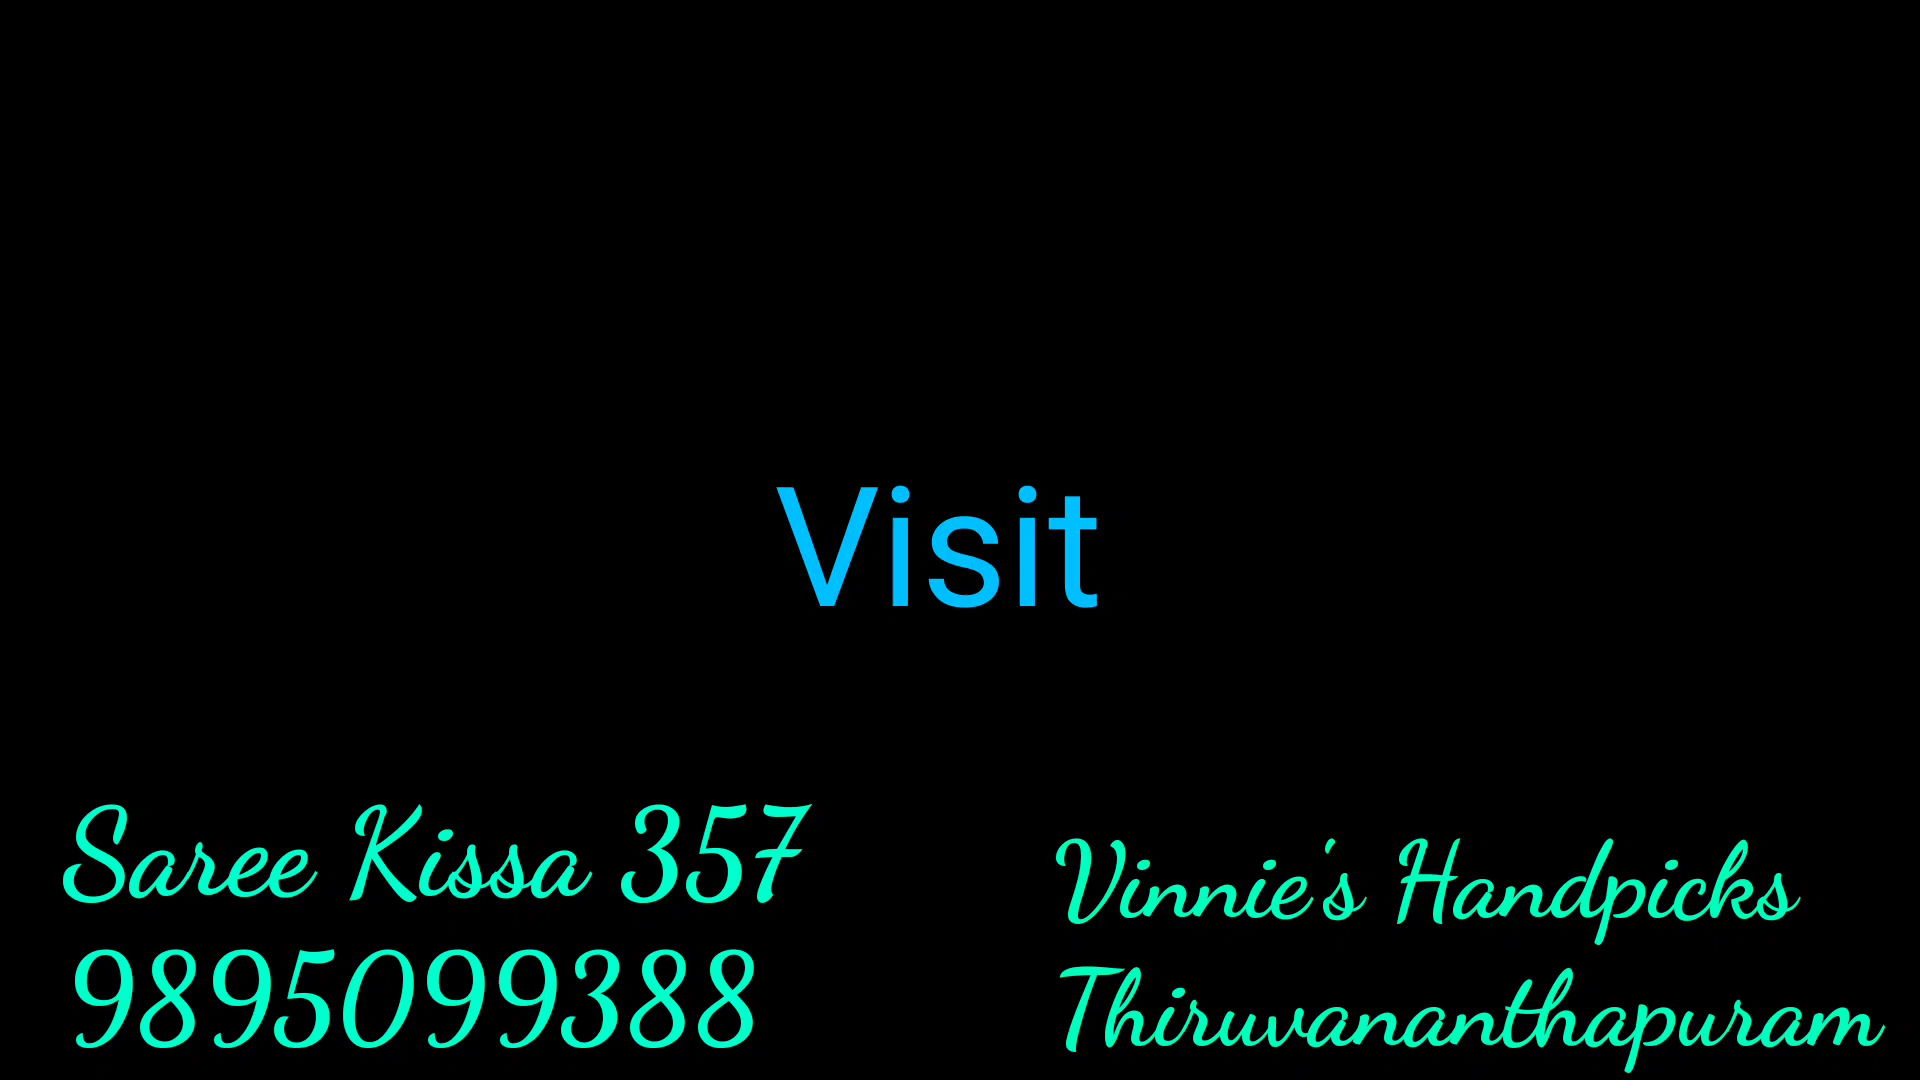 Visit
Saree Kissa 357
9895099388
Vinnie's Handpicks
Thiruvananthapuram